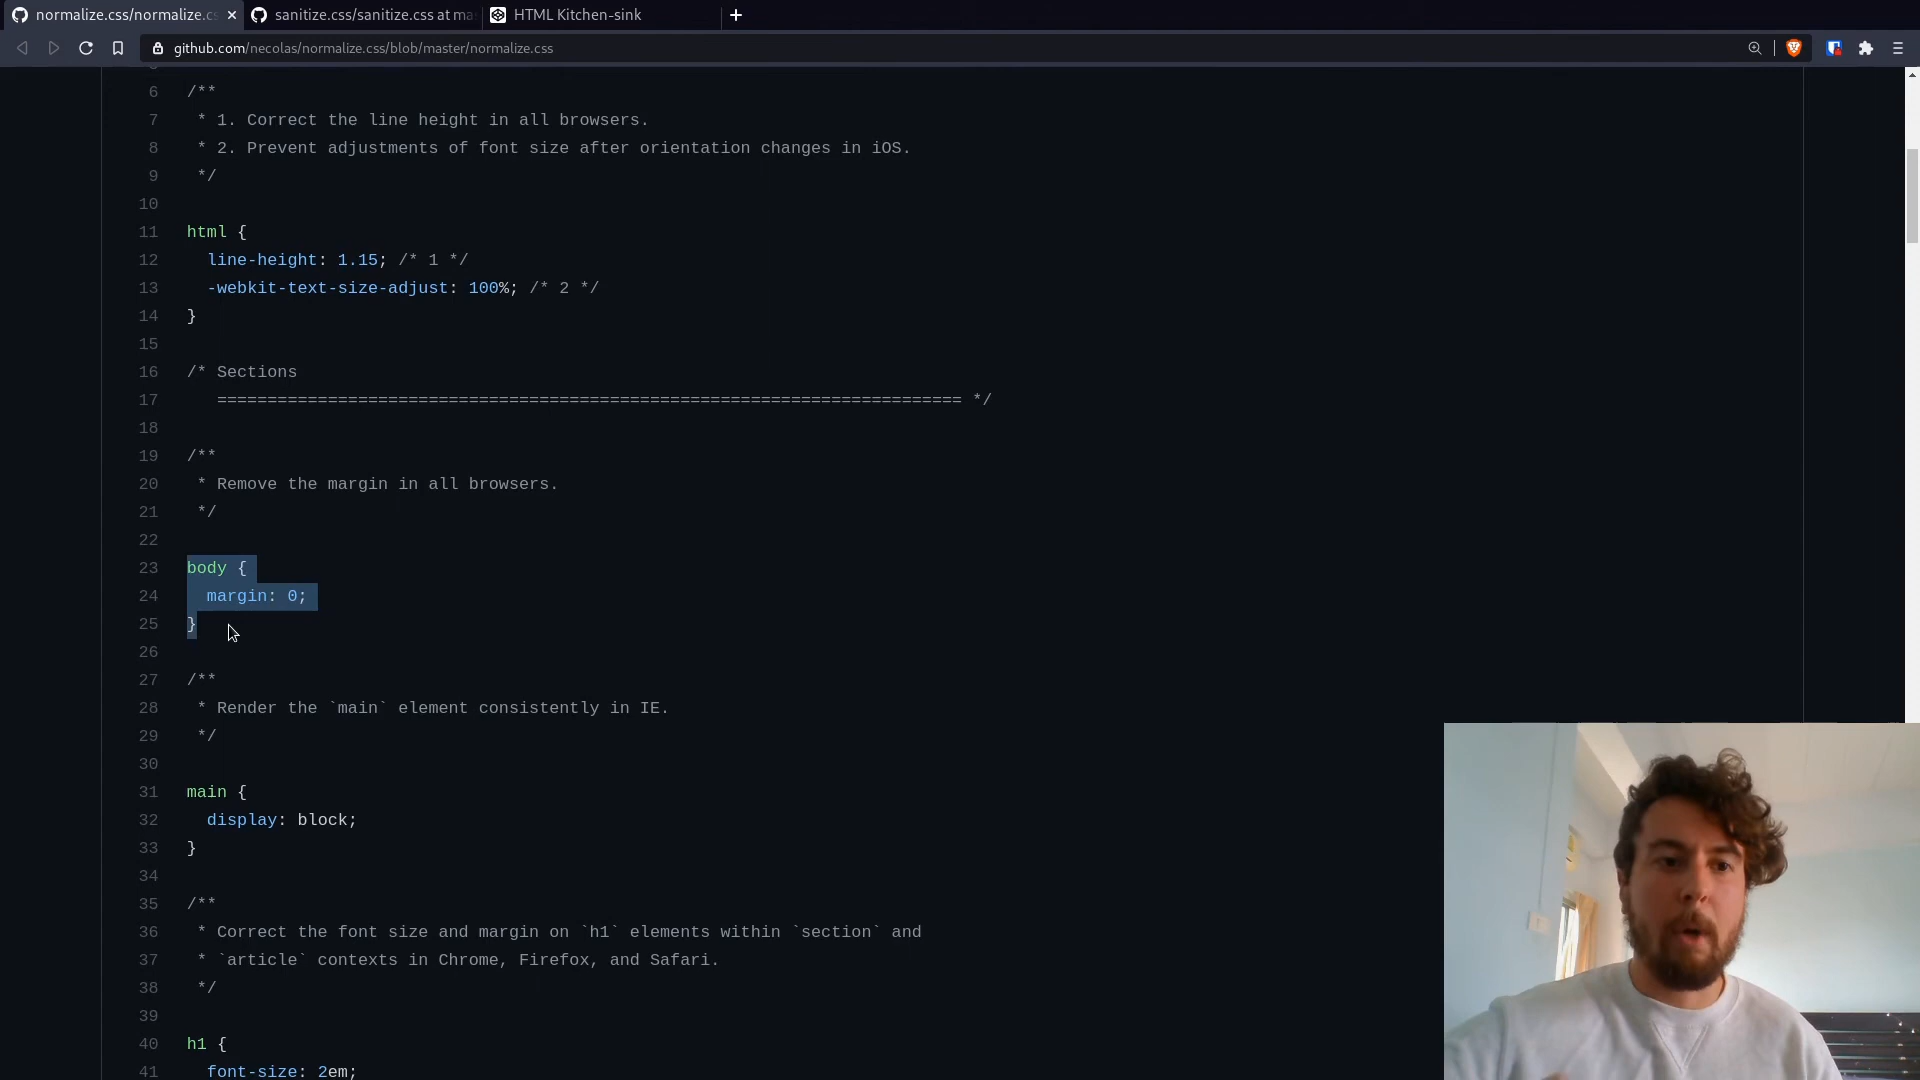 normalize.css/normalize.c
sanitize.css/sanitize.css at ma
HTML Kitchen-sink
github.com/necolas/normalize.css/blob/master/normalize.css
6 /**
7 * 1. Correct the line height in all browsers.
8 * 2. Prevent adjustments of font size after orientation changes in iOS.
9 */
10
11 html {
12 line-height: 1.15; /* 1 */
13 -webkit-text-size-adjust: 100%; /* 2 */
14 }
15
16 /* Sections
17 ========================================================================== */
18
19 /**
20 * Remove the margin in all browsers.
21 */
22
23 body {
24 margin: 0;
25 }
26
27 /**
28 * Render the `main` element consistently in IE.
29 */
30
31 main {
32 display: block;
33 }
34
35 /**
36 * Correct the font size and margin on `h1` elements within `section` and
37 * `article` contexts in Chrome, Firefox, and Safari.
38 */
39
40 h1 {
41 font-size: 2em;